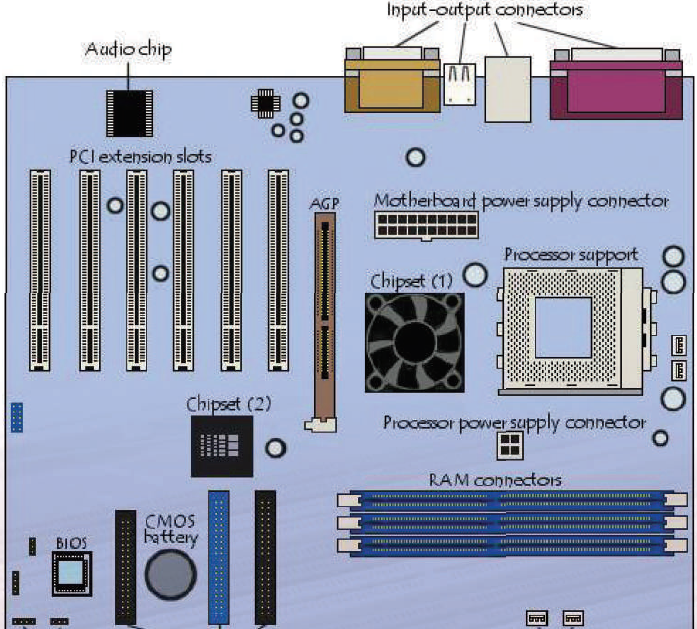 Input-output connectors
Audio chip
PCI extension slots
AGP
Motherboard power supply connector
Processor support
Chipset (1)
Chipset (2)
Processor power supply connector
RAM connectors
CMOS
battery
BIOS